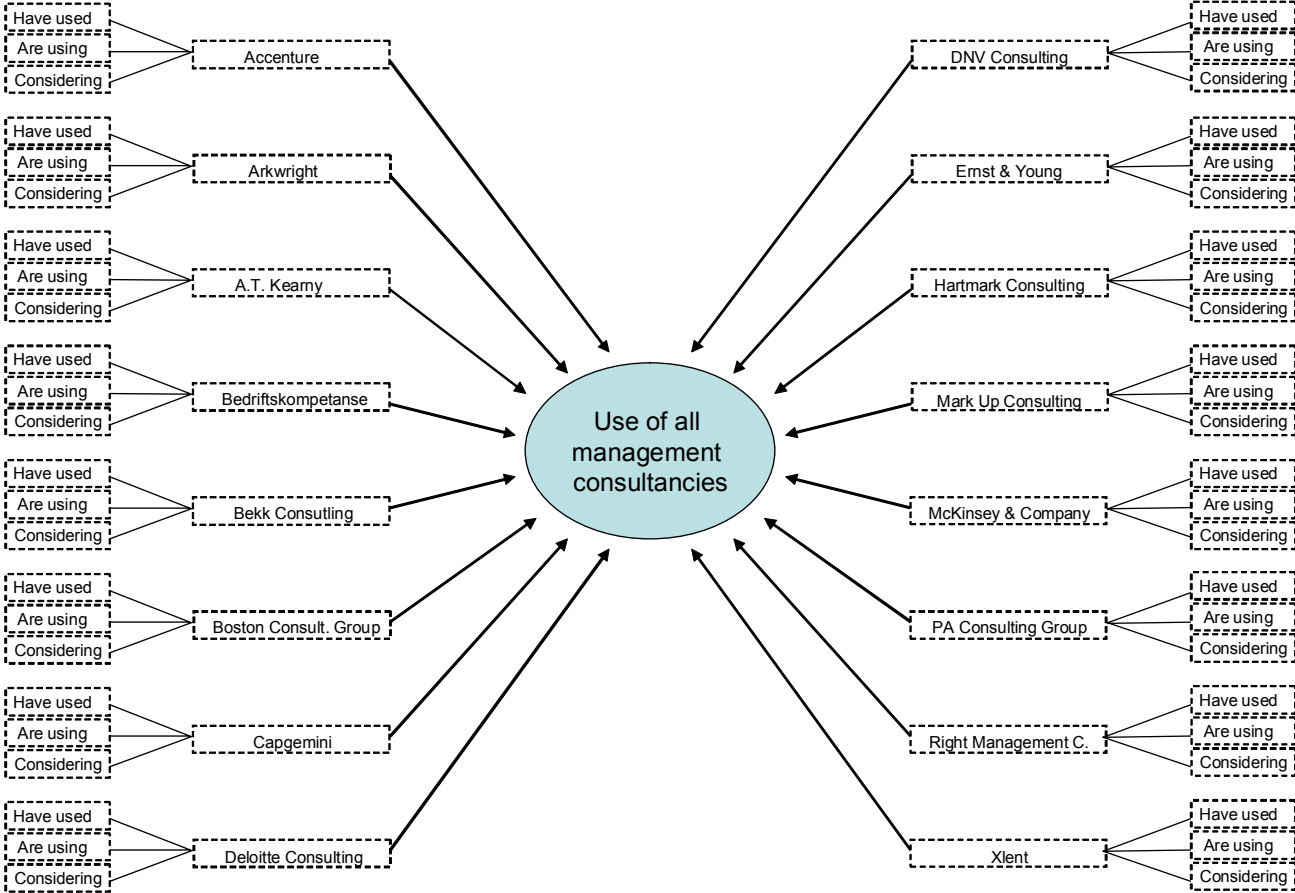 Have used
Are using
Considering
Accenture
Have used
Are using
Considering
Arkwright
Have used
Are using
Considering
A.T. Kearny
Have used
Are using
Considering
Bedriftskompetanse
Have used
Are using
Considering
Bekk Consutling
Have used
Are using
Considering
Boston Consult. Group
Have used
Are using
Considering
Capgemini
Have used
Are using
Considering
Deloitte Consulting
Use of all
management
consultancies
DNV Consulting
Have used
Are using
Considering
Ernst & Young
Have used
Are using
Considering
Hartmark Consulting
Have used
Are using
Considering
Mark Up Consulting
Have used
Are using
Considering
McKinsey & Company
Have used
Are using
Considering
PA Consulting Group
Have used
Are using
Considering
Right Management C.
Have used
Are using
Considering
Xlent
Have used
Are using
Considering